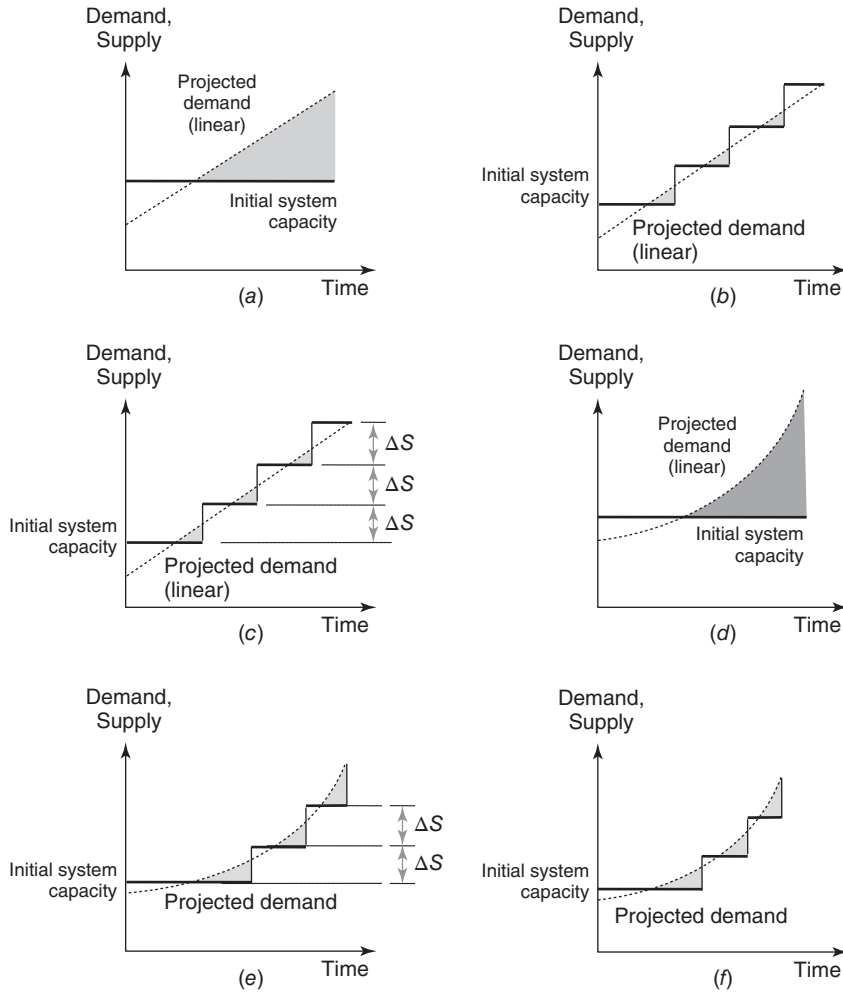 Demand,
Supply
Projected
demand
(linear)
Initial system
capacity
Time
(a)
Demand,
Supply
Initial system
capacity
Projected demand
(linear)
Time
(b)
Demand,
Supply
ΔS
ΔS
ΔS
Initial system
capacity
Projected demand
(linear)
Time
(c)
Demand,
Supply
Projected
demand
(linear)
Initial system
capacity
Time
(d)
Demand,
Supply
ΔS
ΔS
Initial system
capacity
Projected demand
Time
(e)
Demand,
Supply
Initial system
capacity
Projected demand
Time
(f)